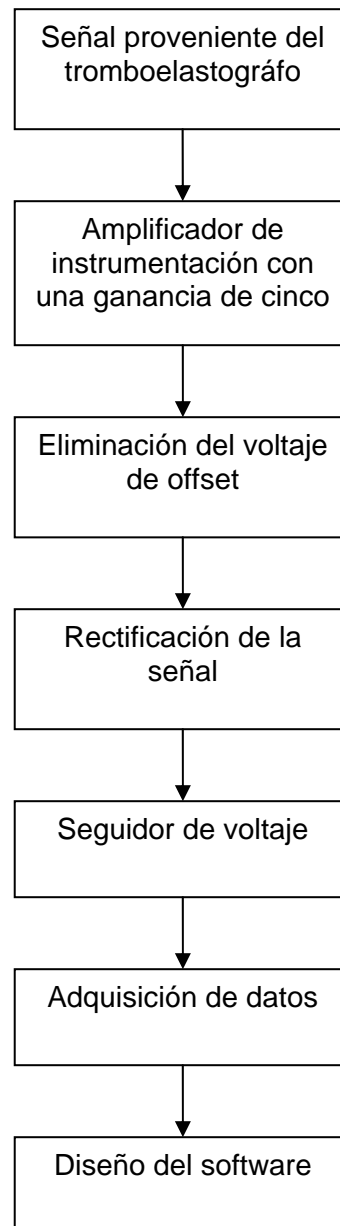 Señal proveniente del
tromboelastográfo
Amplificador de
instrumentación con
una ganancia de cinco
Eliminación del voltaje
de offset
Rectificación de la
señal
Seguidor de voltaje
Adquisición de datos
Diseño del software